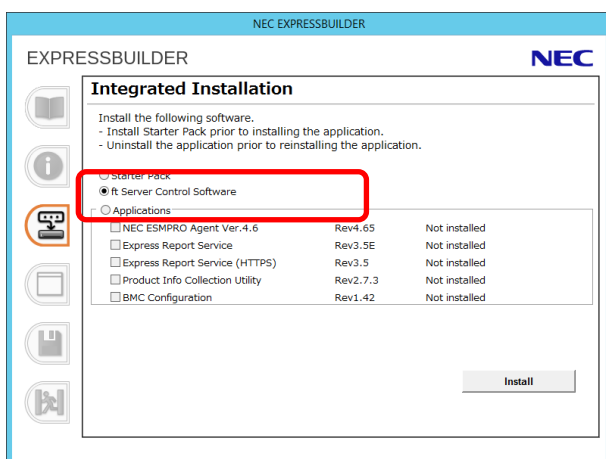 NEC EXPRESSBUILDER
EXPRESSBUILDER
NEC
Integrated Installation
Install the following software.
- Install Starter Pack prior to installing the application.
- Uninstall the application prior to reinstalling the application.
Starter Pack
ft Server Control Software
Applications
NEC ESMPRO Agent Ver.4.6 Rev4.65 Not installed
Express Report Service Rev3.5E Not installed
Express Report Service (HTTPS) Rev3.5 Not installed
Product Info Collection Utility Rev2.7.3 Not installed
BMC Configuration Rev1.42 Not installed
Install